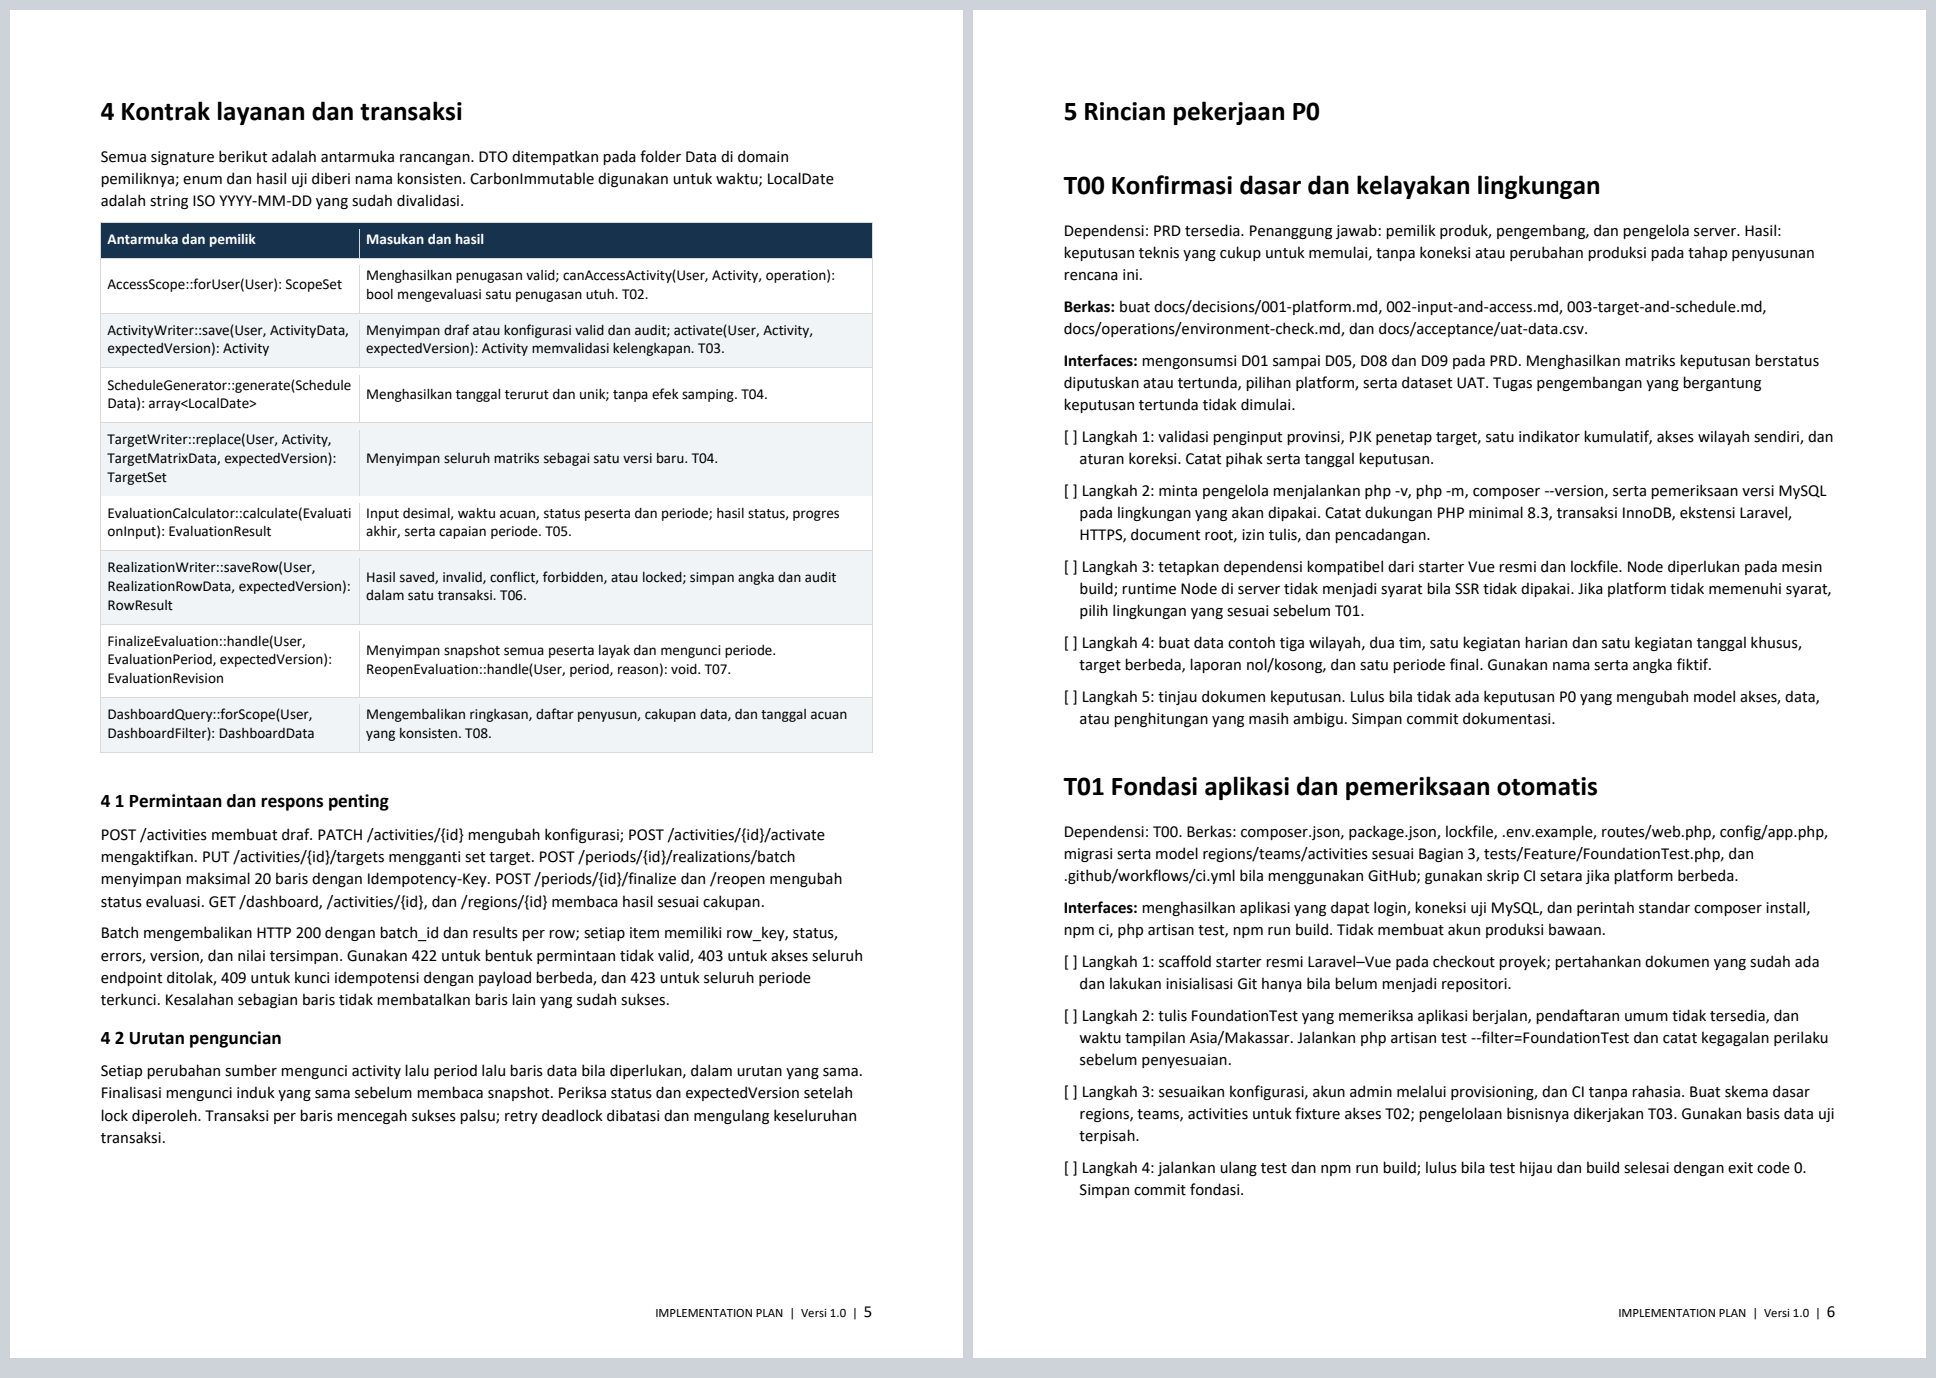 4 Kontrak layanan dan transaksi
Semua signature berikut adalah antarmuka rancangan. DTO ditempatkan pada folder Data di domain
pemiliknya; enum dan hasil uji diberi nama konsisten. CarbonImmutable digunakan untuk waktu; LocalDate
adalah string ISO YYYY-MM-DD yang sudah divalidasi.
Antarmuka dan pemilik
Masukan dan hasil
AccessScope::forUser(User): ScopeSet
Menghasilkan penugasan valid; canAccessActivity(User, Activity, operation):
bool mengevaluasi satu penugasan utuh. T02.
ActivityWriter::save(User, ActivityData,
expectedVersion): Activity
Menyimpan draf atau konfigurasi valid dan audit; activate(User, Activity,
expectedVersion): Activity memvalidasi kelengkapan. T03.
ScheduleGenerator::generate(Schedule
Data): array<LocalDate>
Menghasilkan tanggal terurut dan unik; tanpa efek samping. T04.
TargetWriter::replace(User, Activity,
TargetMatrixData, expectedVersion):
TargetSet
Menyimpan seluruh matriks sebagai satu versi baru. T04.
EvaluationCalculator::calculate(Evaluati
onInput): EvaluationResult
Input desimal, waktu acuan, status peserta dan periode; hasil status, progres
akhir, serta capaian periode. T05.
RealizationWriter::saveRow(User,
RealizationRowData, expectedVersion):
RowResult
Hasil saved, invalid, conflict, forbidden, atau locked; simpan angka dan audit
dalam satu transaksi. T06.
FinalizeEvaluation::handle(User,
EvaluationPeriod, expectedVersion):
EvaluationRevision
Menyimpan snapshot semua peserta layak dan mengunci periode.
ReopenEvaluation::handle(User, period, reason): void. T07.
DashboardQuery::forScope(User,
DashboardFilter): DashboardData
Mengembalikan ringkasan, daftar penyusun, cakupan data, dan tanggal acuan
yang konsisten. T08.
4 1 Permintaan dan respons penting
POST /activities membuat draf. PATCH /activities/{id} mengubah konfigurasi; POST /activities/{id}/activate
mengaktifkan. PUT /activities/{id}/targets mengganti set target. POST /periods/{id}/realizations/batch
menyimpan maksimal 20 baris dengan Idempotency-Key. POST /periods/{id}/finalize dan /reopen mengubah
status evaluasi. GET /dashboard, /activities/{id}, dan /regions/{id} membaca hasil sesuai cakupan.
Batch mengembalikan HTTP 200 dengan batch_id dan results per row; setiap item memiliki row_key, status,
errors, version, dan nilai tersimpan. Gunakan 422 untuk bentuk permintaan tidak valid, 403 untuk akses seluruh
endpoint ditolak, 409 untuk kunci idempotensi dengan payload berbeda, dan 423 untuk seluruh periode
terkunci. Kesalahan sebagian baris tidak membatalkan baris lain yang sudah sukses.
4 2 Urutan penguncian
Setiap perubahan sumber mengunci activity lalu period lalu baris data bila diperlukan, dalam urutan yang sama.
Finalisasi mengunci induk yang sama sebelum membaca snapshot. Periksa status dan expectedVersion setelah
lock diperoleh. Transaksi per baris mencegah sukses palsu; retry deadlock dibatasi dan mengulang keseluruhan
transaksi.
IMPLEMENTATION PLAN | Versi 1.0 | 5
5 Rincian pekerjaan P0
T00 Konfirmasi dasar dan kelayakan lingkungan
Dependensi: PRD tersedia. Penanggung jawab: pemilik produk, pengembang, dan pengelola server. Hasil:
keputusan teknis yang cukup untuk memulai, tanpa koneksi atau perubahan produksi pada tahap penyusunan
rencana ini.
Berkas: buat docs/decisions/001-platform.md, 002-input-and-access.md, 003-target-and-schedule.md,
docs/operations/environment-check.md, dan docs/acceptance/uat-data.csv.
Interfaces: mengonsumsi D01 sampai D05, D08 dan D09 pada PRD. Menghasilkan matriks keputusan berstatus
diputuskan atau tertunda, pilihan platform, serta dataset UAT. Tugas pengembangan yang bergantung
keputusan tertunda tidak dimulai.
[ ] Langkah 1: validasi penginput provinsi, PJK penetap target, satu indikator kumulatif, akses wilayah sendiri, dan
aturan koreksi. Catat pihak serta tanggal keputusan.
[ ] Langkah 2: minta pengelola menjalankan php -v, php -m, composer --version, serta pemeriksaan versi MySQL
pada lingkungan yang akan dipakai. Catat dukungan PHP minimal 8.3, transaksi InnoDB, ekstensi Laravel,
HTTPS, document root, izin tulis, dan pencadangan.
[ ] Langkah 3: tetapkan dependensi kompatibel dari starter Vue resmi dan lockfile. Node diperlukan pada mesin
build; runtime Node di server tidak menjadi syarat bila SSR tidak dipakai. Jika platform tidak memenuhi syarat,
pilih lingkungan yang sesuai sebelum T01.
[ ] Langkah 4: buat data contoh tiga wilayah, dua tim, satu kegiatan harian dan satu kegiatan tanggal khusus,
target berbeda, laporan nol/kosong, dan satu periode final. Gunakan nama serta angka fiktif.
[ ] Langkah 5: tinjau dokumen keputusan. Lulus bila tidak ada keputusan P0 yang mengubah model akses, data,
atau penghitungan yang masih ambigu. Simpan commit dokumentasi.
T01 Fondasi aplikasi dan pemeriksaan otomatis
Dependensi: T00. Berkas: composer.json, package.json, lockfile, .env.example, routes/web.php, config/app.php,
migrasi serta model regions/teams/activities sesuai Bagian 3, tests/Feature/FoundationTest.php, dan
.github/workflows/ci.yml bila menggunakan GitHub; gunakan skrip CI setara jika platform berbeda.
Interfaces: menghasilkan aplikasi yang dapat login, koneksi uji MySQL, dan perintah standar composer install,
npm ci, php artisan test, npm run build. Tidak membuat akun produksi bawaan.
[ ] Langkah 1: scaffold starter resmi Laravel–Vue pada checkout proyek; pertahankan dokumen yang sudah ada
dan lakukan inisialisasi Git hanya bila belum menjadi repositori.
[ ] Langkah 2: tulis FoundationTest yang memeriksa aplikasi berjalan, pendaftaran umum tidak tersedia, dan
waktu tampilan Asia/Makassar. Jalankan php artisan test --filter=FoundationTest dan catat kegagalan perilaku
sebelum penyesuaian.
[ ] Langkah 3: sesuaikan konfigurasi, akun admin melalui provisioning, dan CI tanpa rahasia. Buat skema dasar
regions, teams, activities untuk fixture akses T02; pengelolaan bisnisnya dikerjakan T03. Gunakan basis data uji
terpisah.
[ ] Langkah 4: jalankan ulang test dan npm run build; lulus bila test hijau dan build selesai dengan exit code 0.
Simpan commit fondasi.
IMPLEMENTATION PLAN | Versi 1.0 | 6